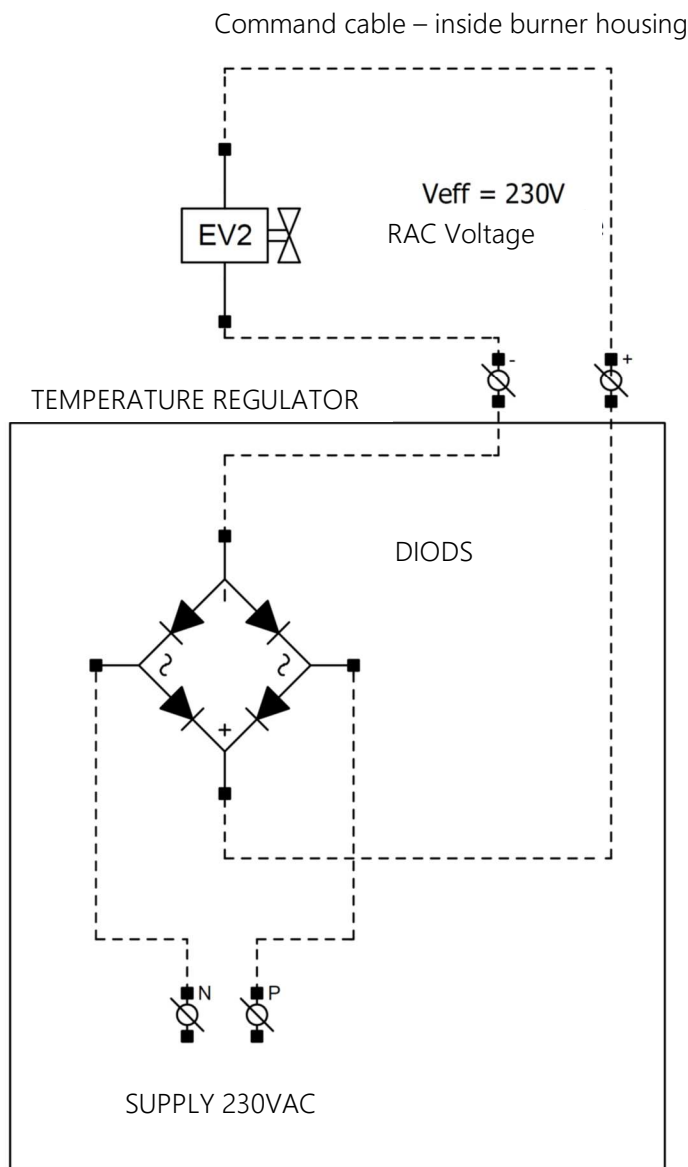 Command cable – inside burner housing
Veff = 230V
EV2
RAC Voltage
- +
TEMPERATURE REGULATOR
DIODS
-
~ ~
+
N P
SUPPLY 230VAC